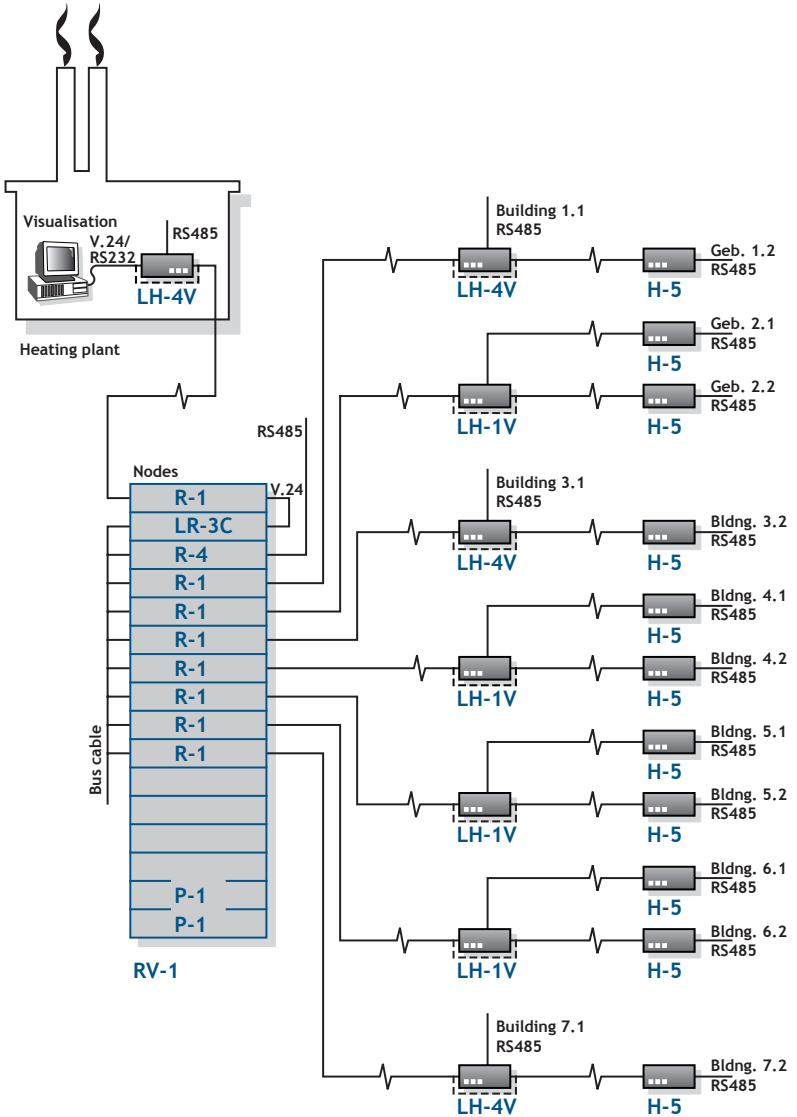 Visualisation
V.24/
RS232
RS485
LH-4V
Heating plant
RS485
Nodes
V.24
R-1
LR-3C
R-4
R-1
R-1
R-1
R-1
R-1
R-1
R-1
P-1
P-1
Bus cable
RV-1
Building 1.1
RS485
LH-4V
Geb. 1.2
RS485
H-5
Geb. 2.1
RS485
H-5
LH-1V
Geb. 2.2
RS485
H-5
Building 3.1
RS485
LH-4V
Bldng. 3.2
RS485
H-5
Bldng. 4.1
RS485
H-5
LH-1V
Bldng. 4.2
RS485
H-5
Bldng. 5.1
RS485
H-5
LH-1V
Bldng. 5.2
RS485
H-5
Bldng. 6.1
RS485
H-5
LH-1V
Bldng. 6.2
RS485
H-5
Building 7.1
RS485
LH-4V
Bldng. 7.2
RS485
H-5